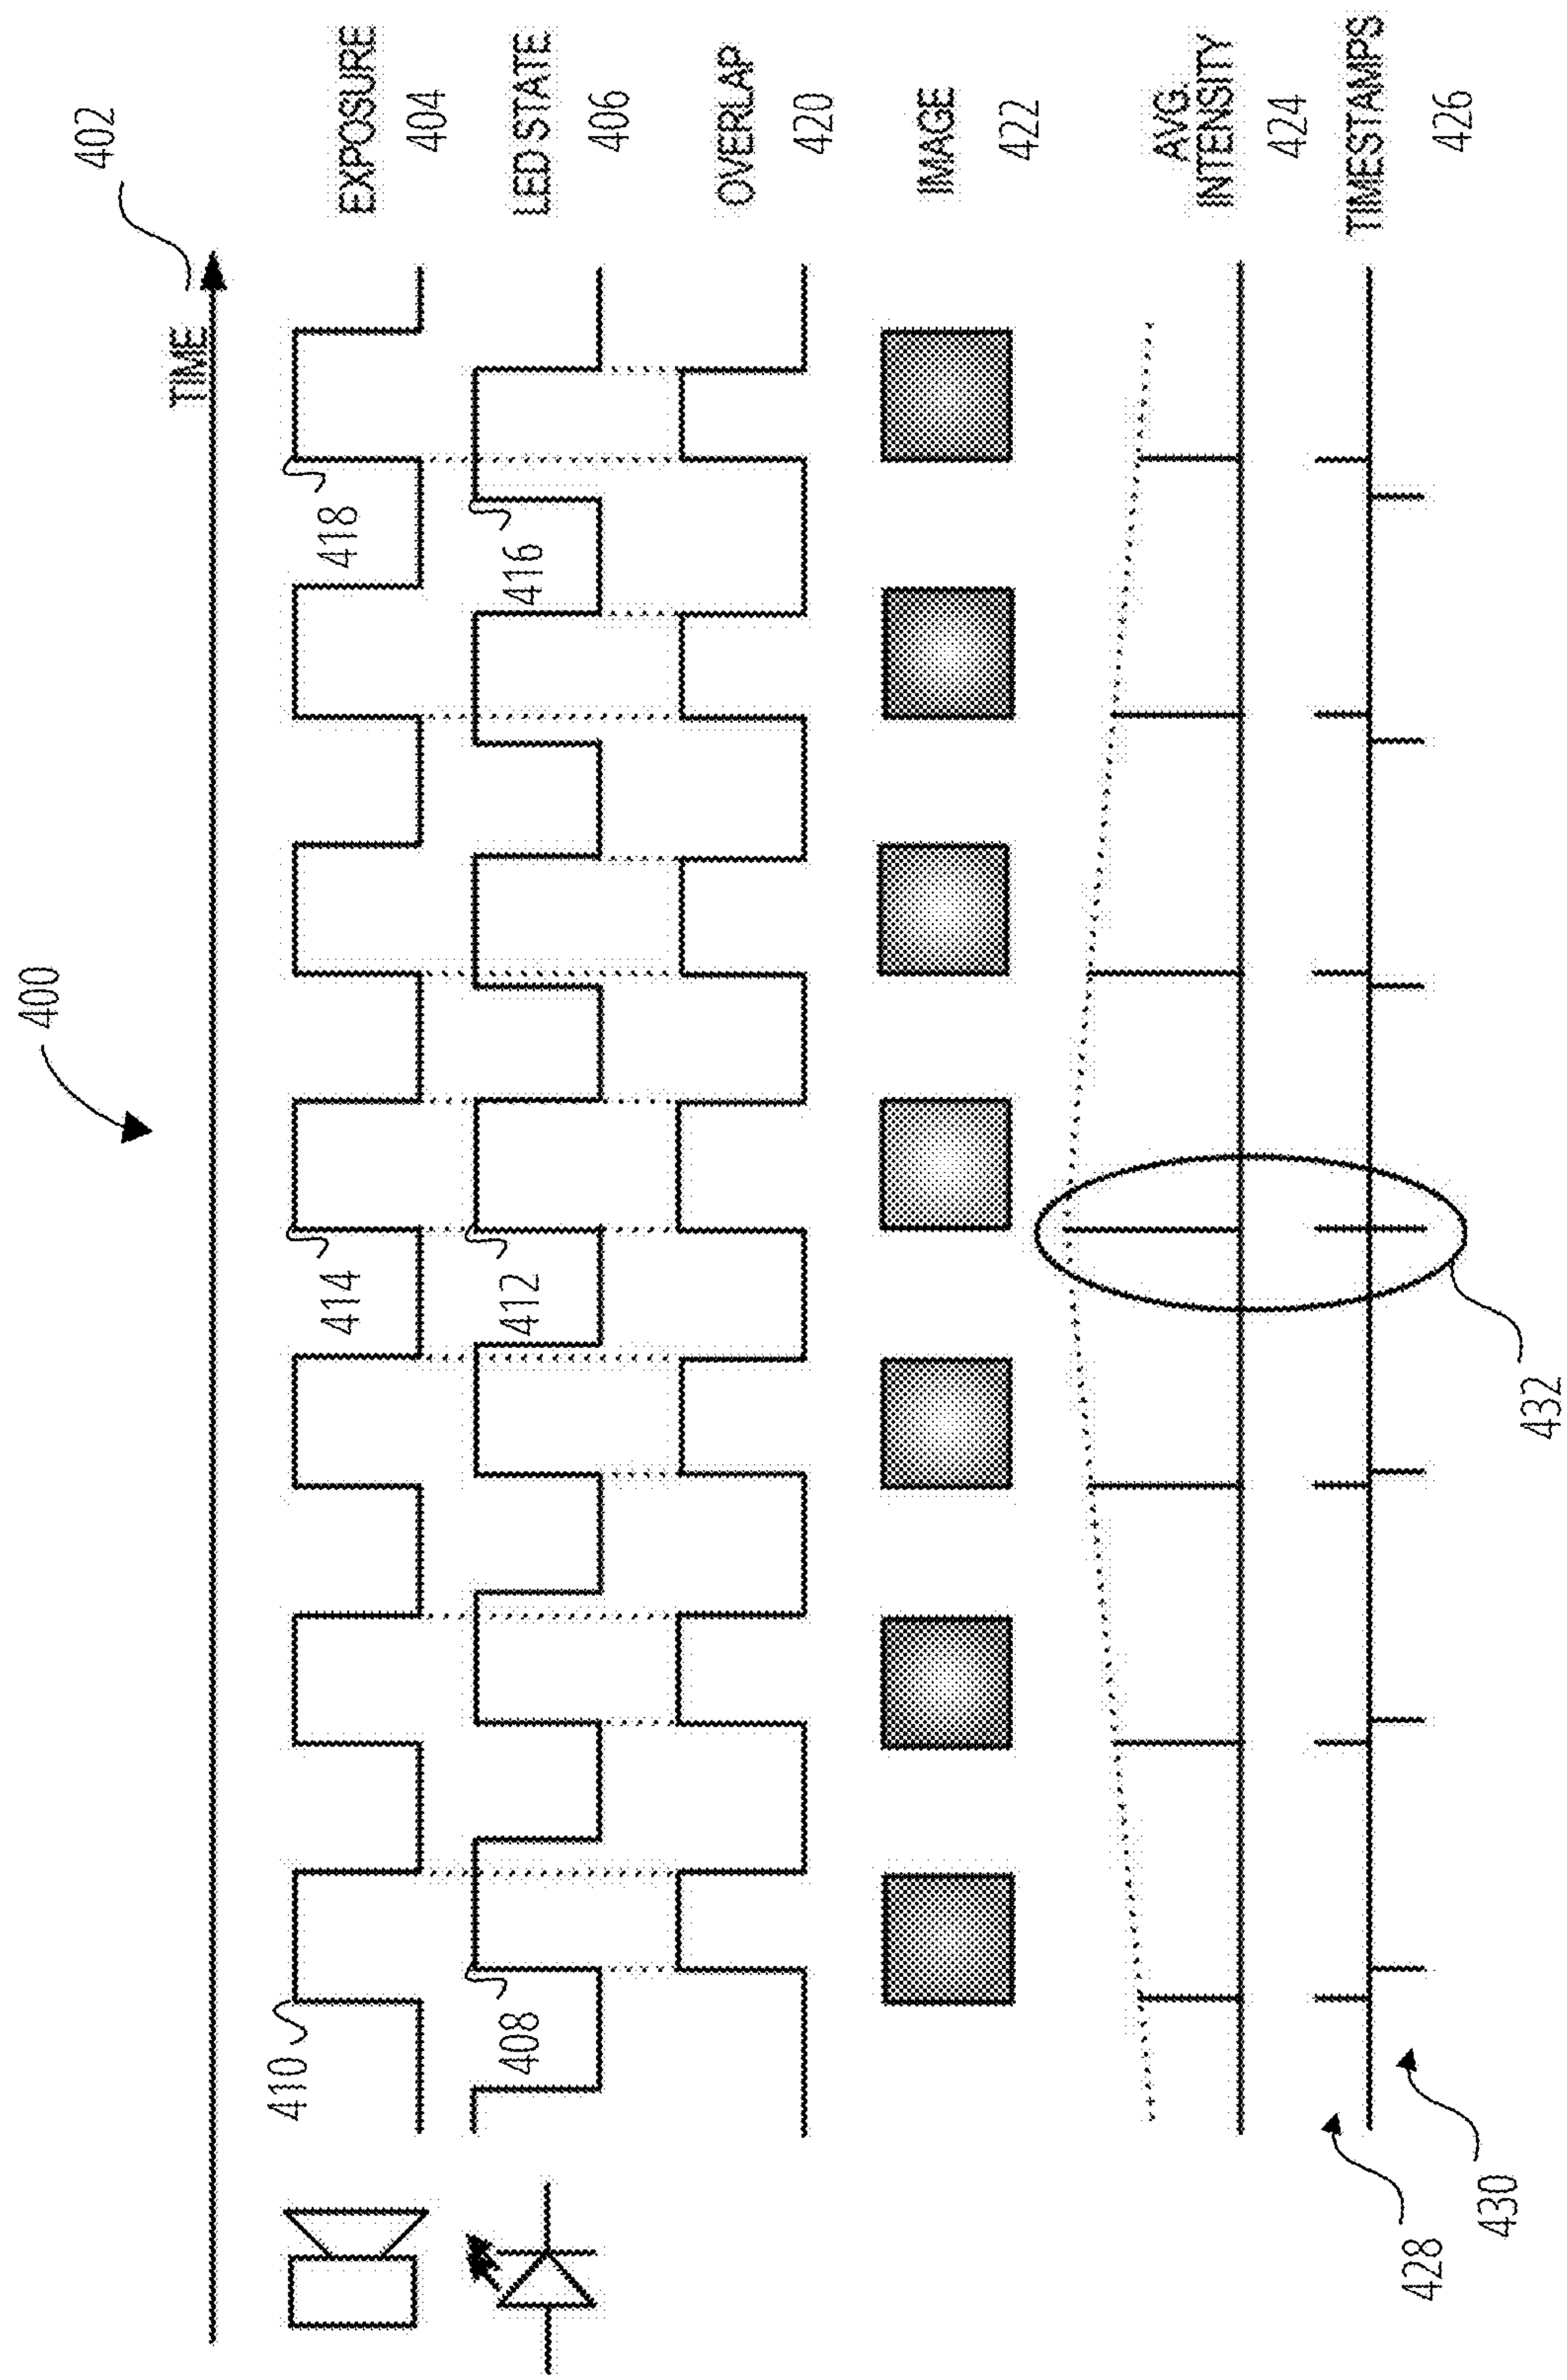 400
402
TIME
410
414
418
EXPOSURE
404
408
412
416
LED STATE
406
OVERLAP
420
IMAGE
422
AVG.
INTENSITY
424
TIMESTAMPS
426
428
430
432